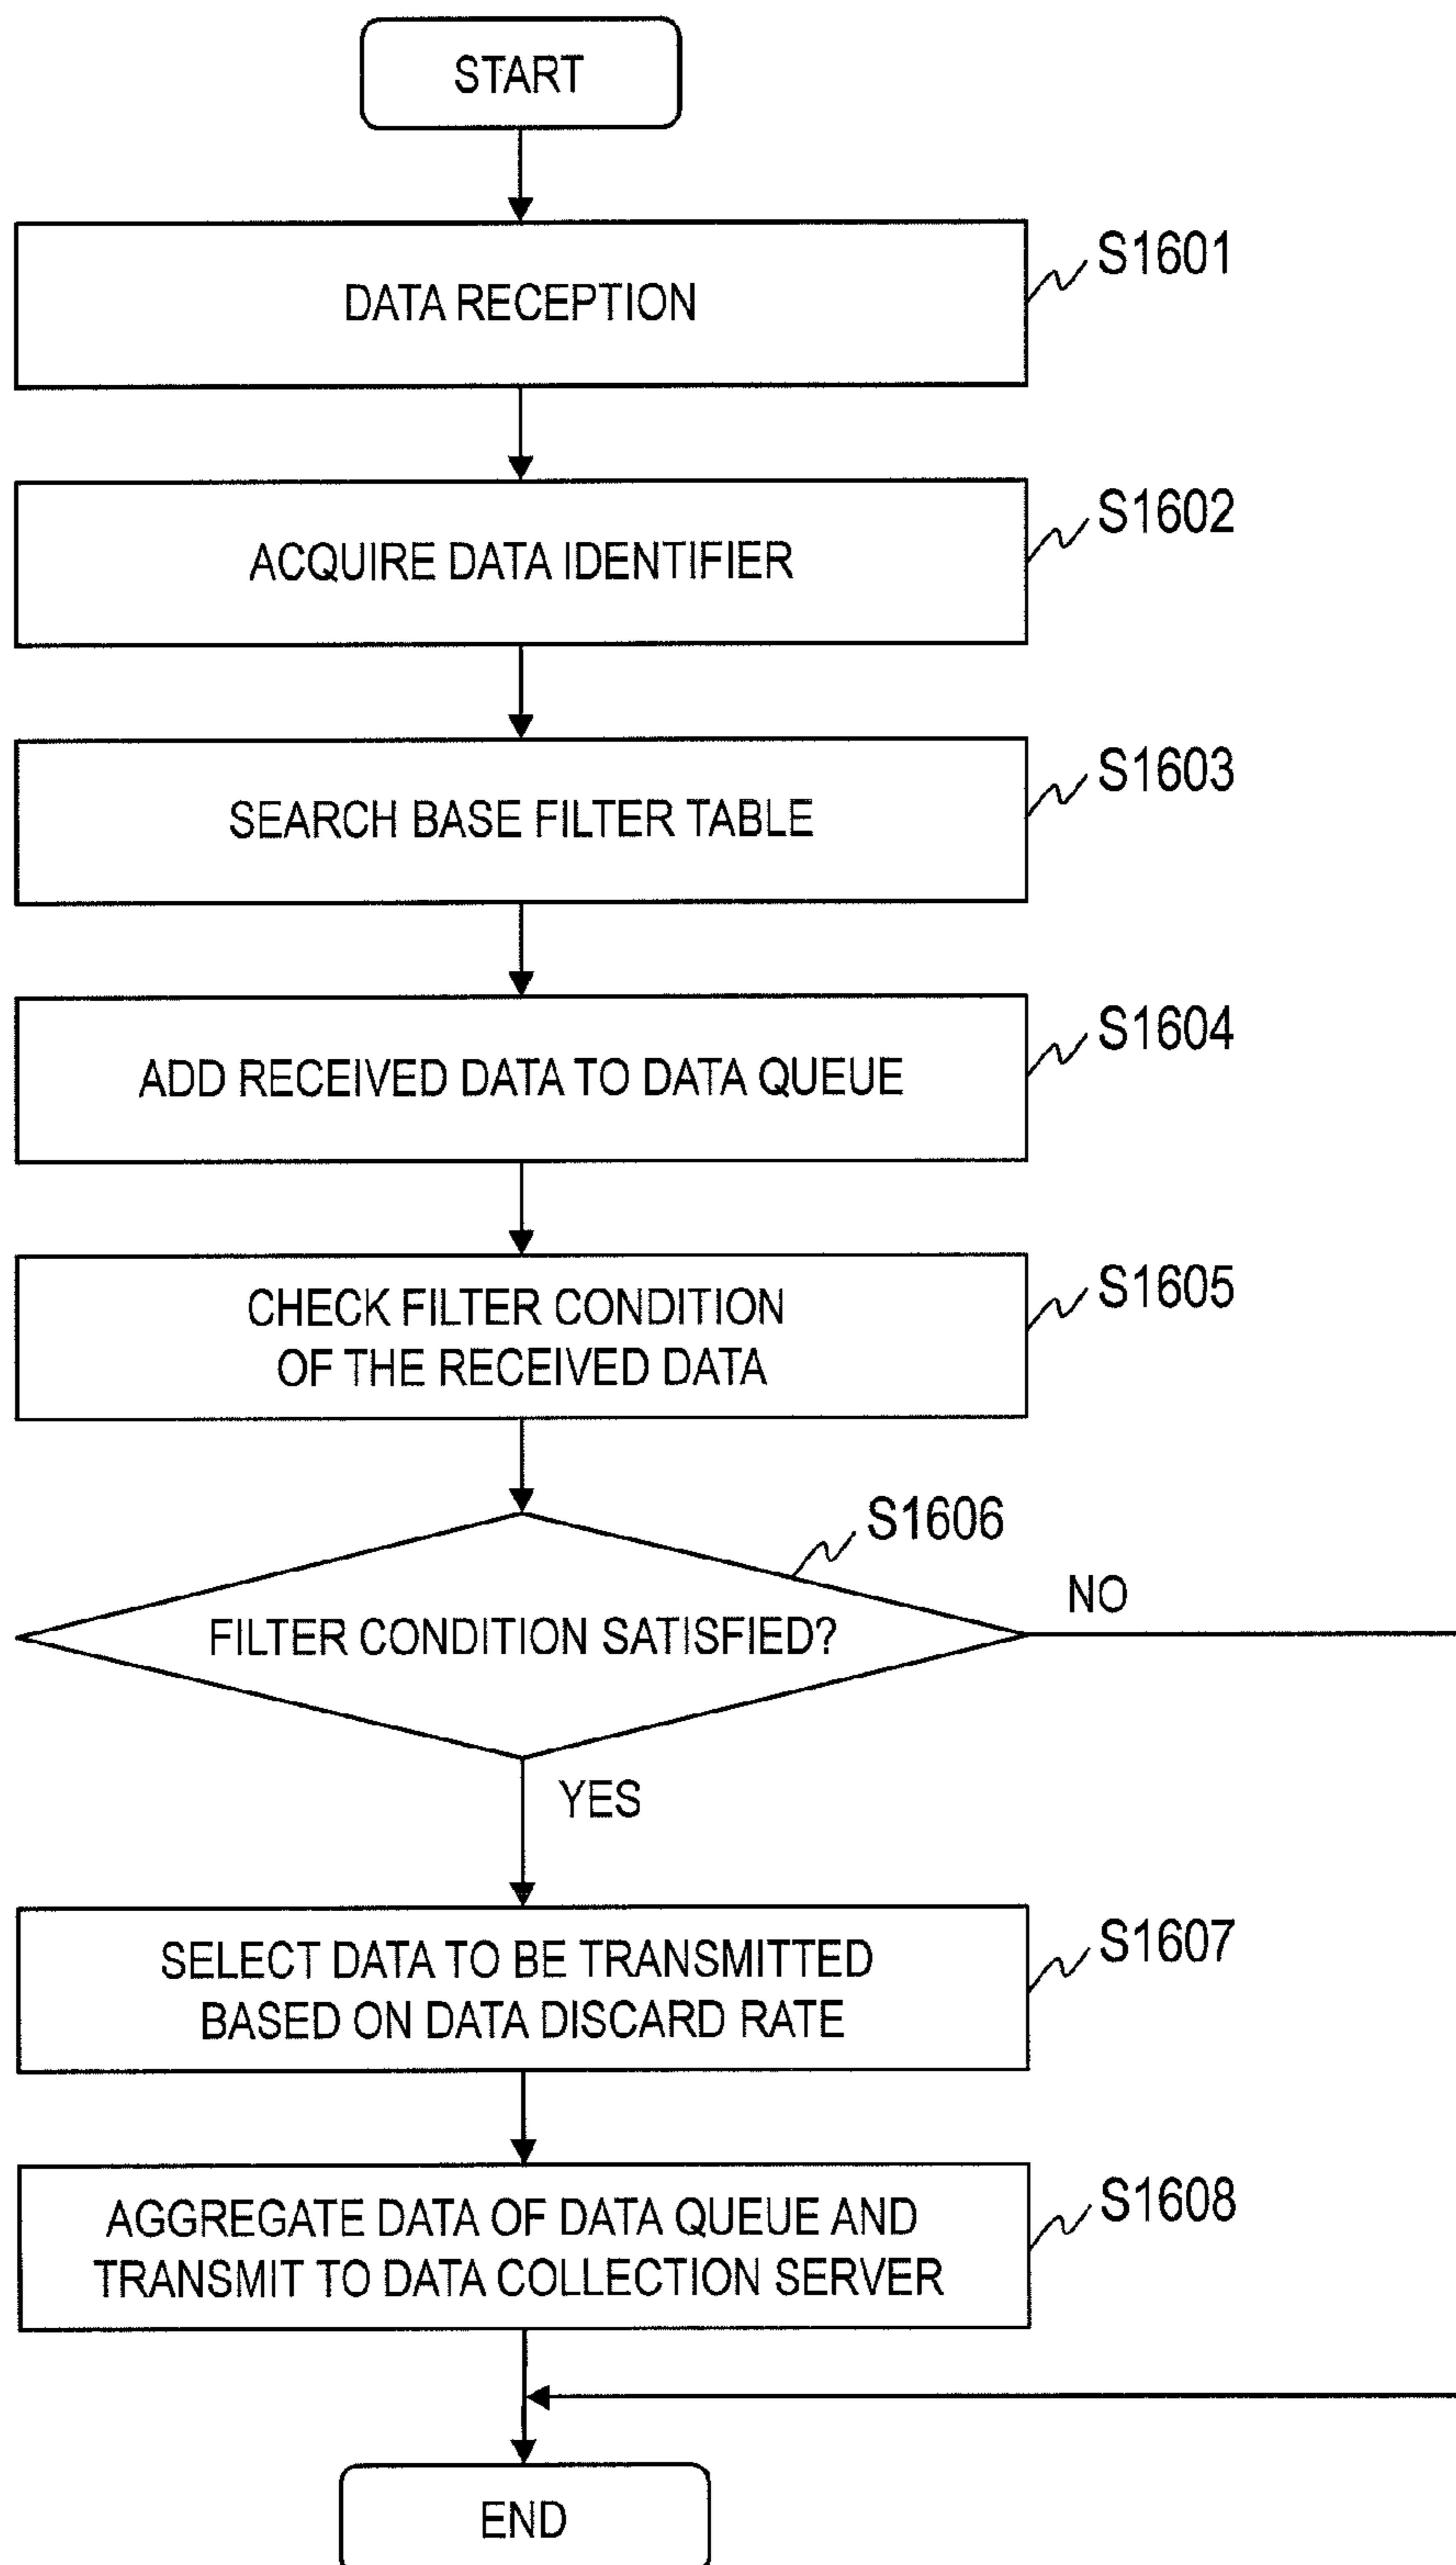 START
DATA RECEPTION
S1601
ACQUIRE DATA IDENTIFIER
S1602
SEARCH BASE FILTER TABLE
S1603
ADD RECEIVED DATA TO DATA QUEUE
S1604
CHECK FILTER CONDITION
OF THE RECEIVED DATA
S1605
S1606
FILTER CONDITION SATISFIED?
NO
YES
SELECT DATA TO BE TRANSMITTED
BASED ON DATA DISCARD RATE
S1607
AGGREGATE DATA OF DATA QUEUE AND
TRANSMIT TO DATA COLLECTION SERVER
S1608
END